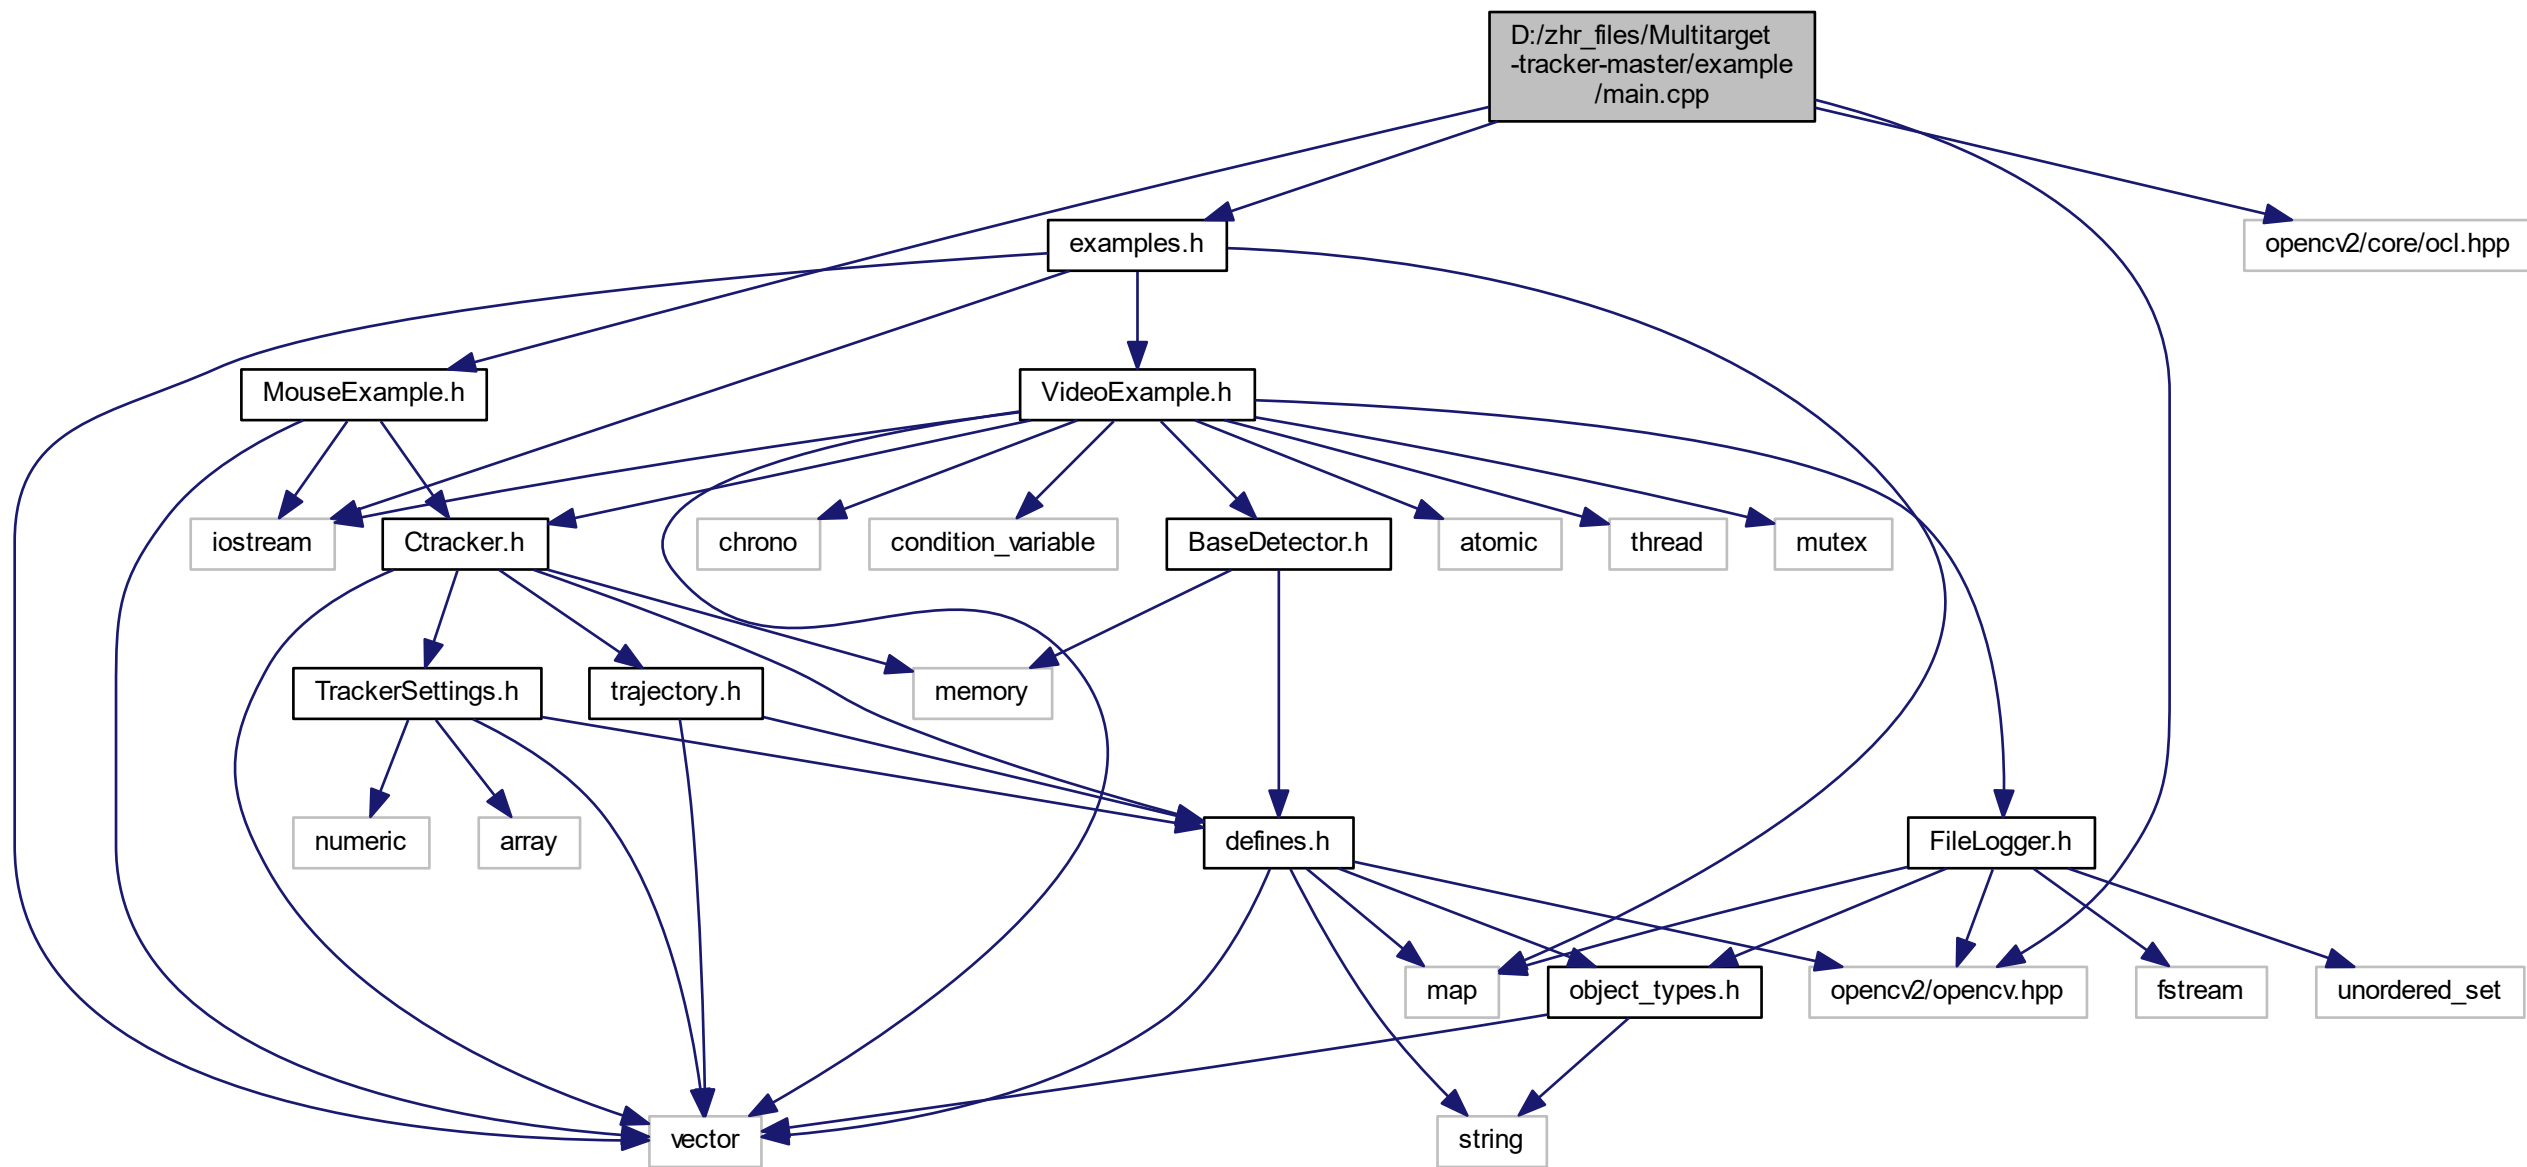 D:/zhr_files/Multitarget
-tracker-master/example
/main.cpp
examples.h
opencv2/core/ocl.hpp
MouseExample.h
VideoExample.h
iostream
Ctracker.h
chrono
condition_variable
BaseDetector.h
atomic
thread
mutex
TrackerSettings.h
trajectory.h
memory
numeric
array
defines.h
FileLogger.h
map
object_types.h
opencv2/opencv.hpp
fstream
unordered_set
vector
string